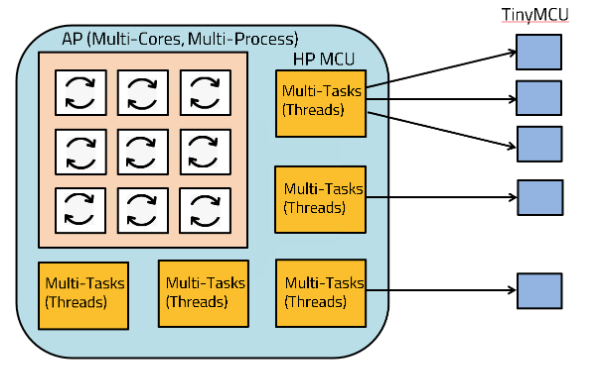 TinyMCU
AP (Multi-Cores, Multi-Process)
HP MCU
Multi-Tasks
(Threads)
Multi-Tasks
(Threads)
Multi-Tasks
(Threads)
Multi-Tasks
(Threads)
Multi-Tasks
(Threads)